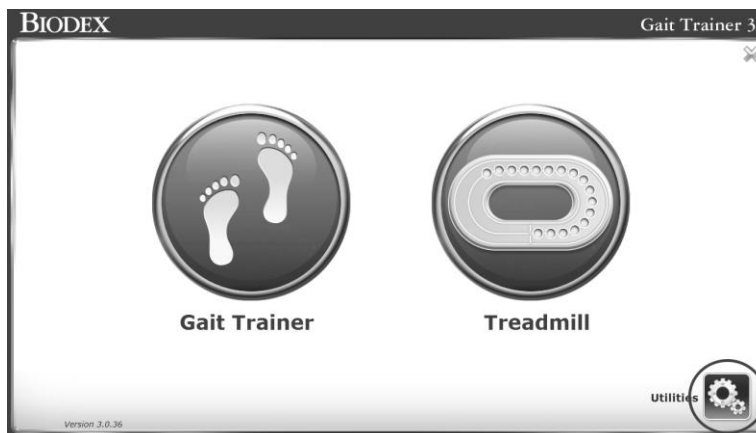 BIODEX
Gait Trainer 3
Gait Trainer
Treadmill
Utilities
Version 3.0.36